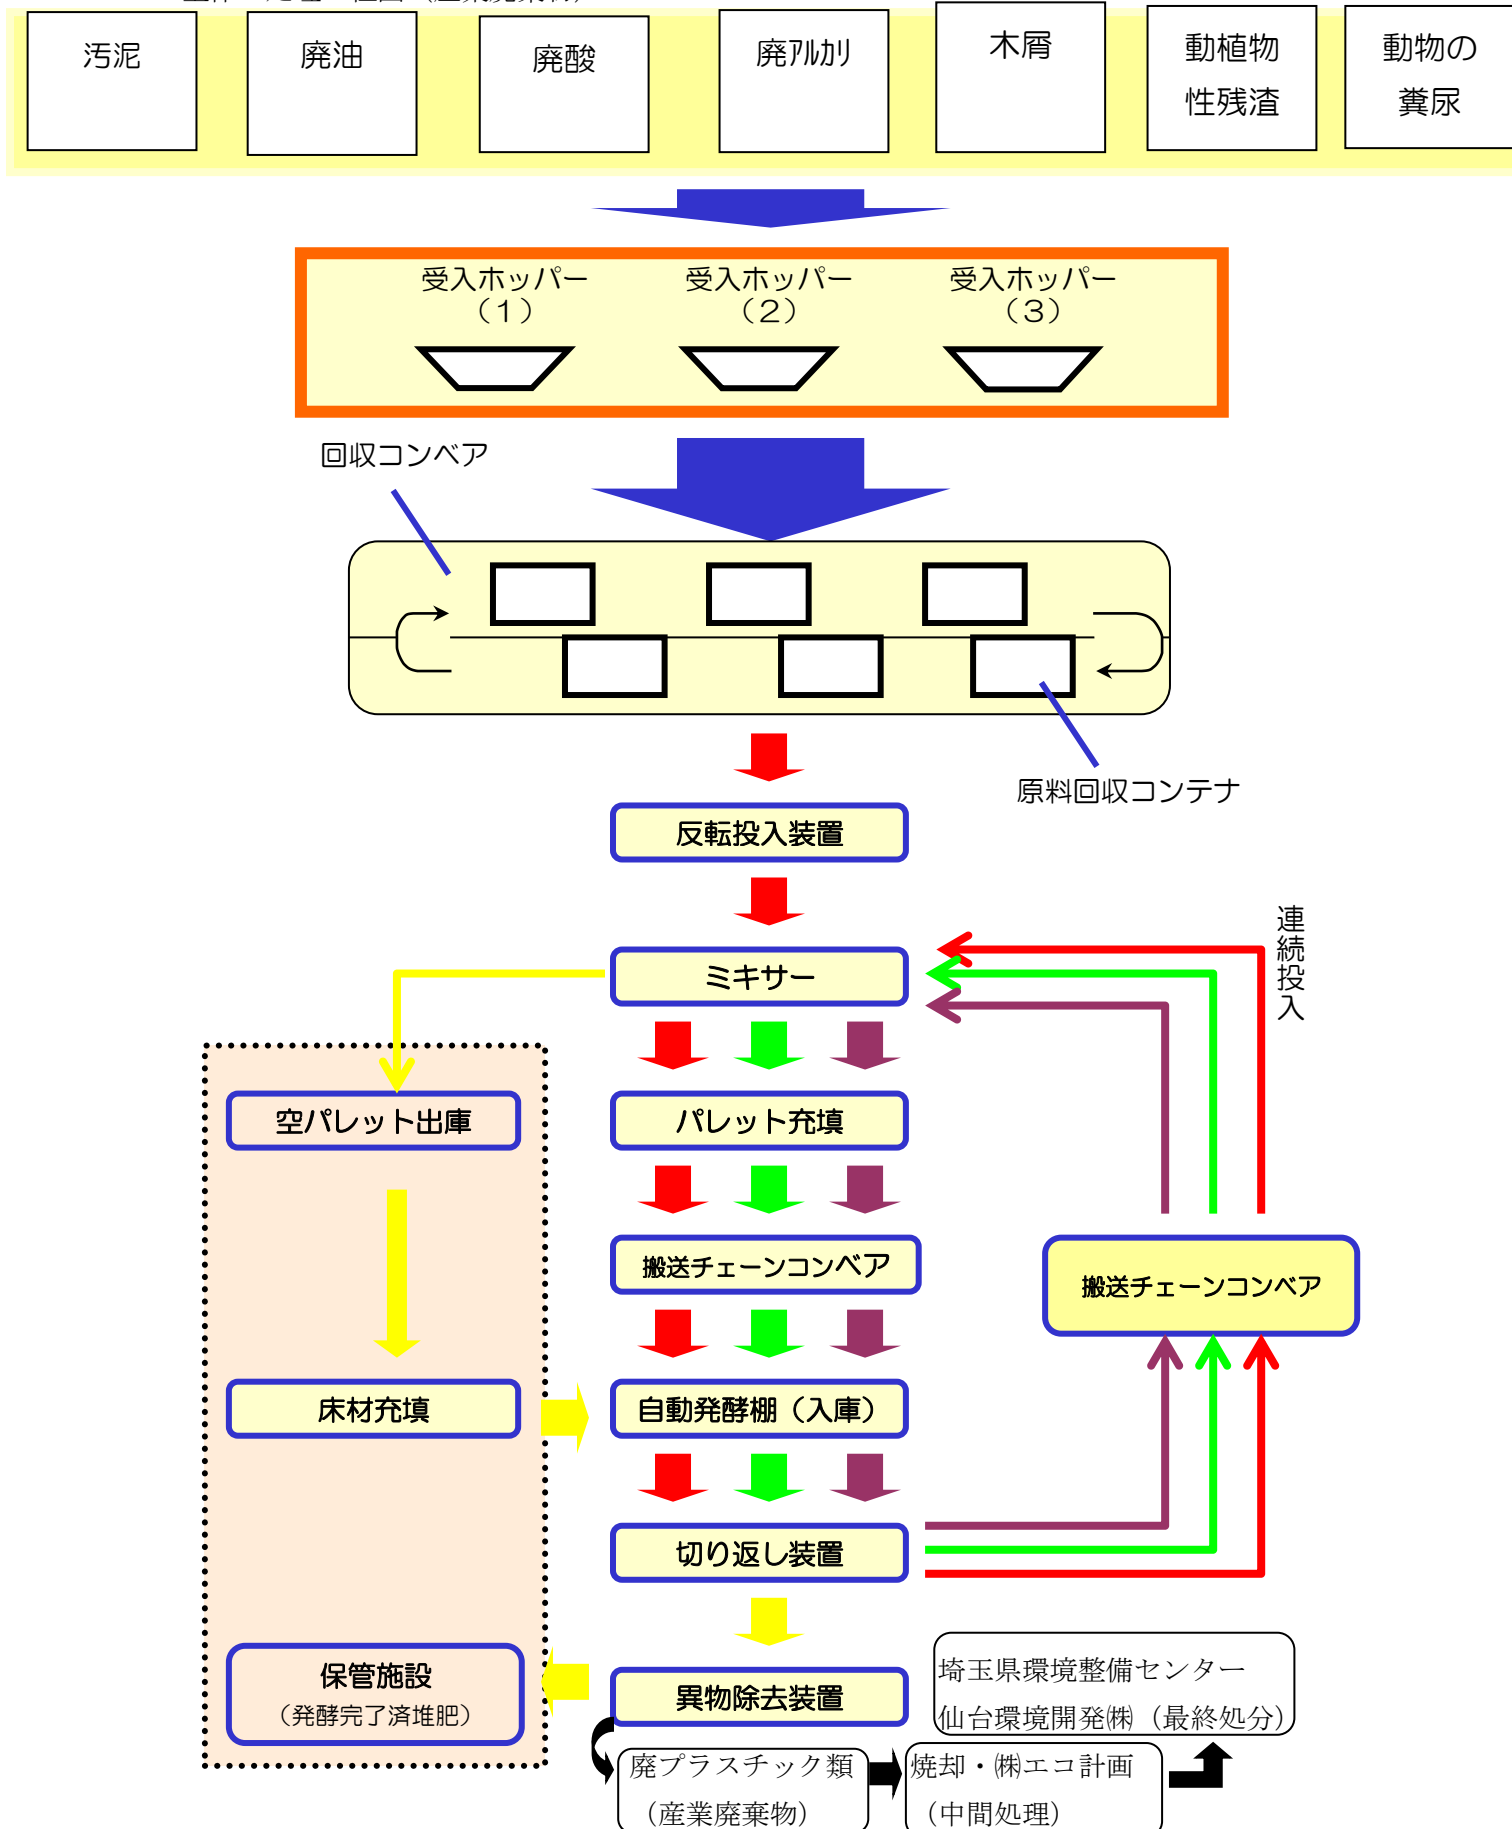 汚泥
廃油
廃酸
廃ｱﾙｶﾘ
木屑
動植物
性残渣
動物の
糞尿
受入ホッパー
（１）
受入ホッパー
（２）
受入ホッパー
（３）
回収コンベア
原料回収コンテナ
反転投入装置
連続投入
ミキサー
空パレット出庫
パレット充填
搬送チェーンコンベア
搬送チェーンコンベア
床材充填
自動発酵棚（入庫）
切り返し装置
保管施設
（発酵完了済堆肥）
異物除去装置
埼玉県環境整備センター
仙台環境開発㈱（最終処分）
廃プラスチック類
（産業廃棄物）
焼却・㈱エコ計画
（中間処理）